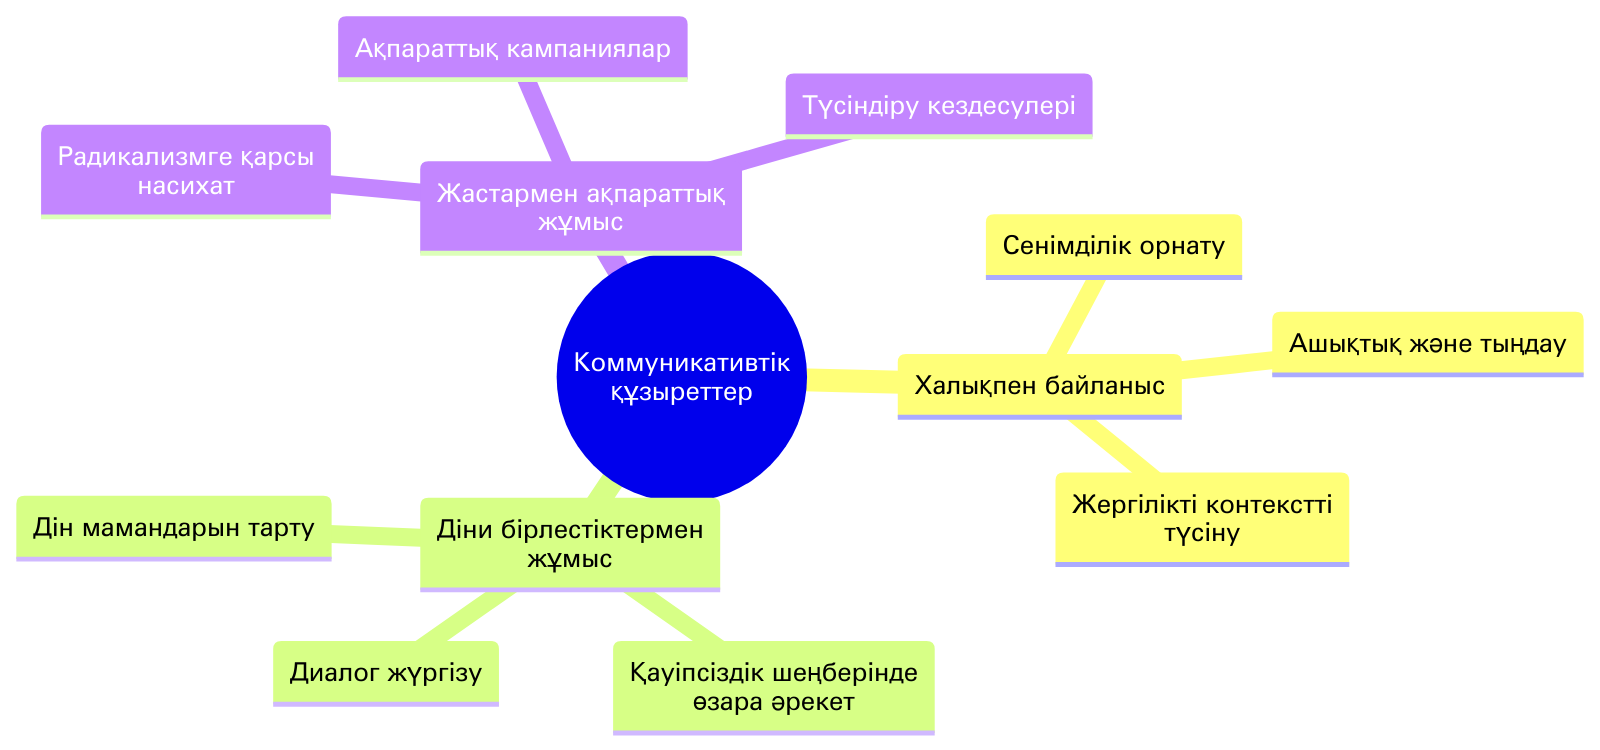 Ақпараттық кампаниялар
Түсіндіру кездесулері
Радикализмге қарсы
насихат
Жастармен ақпараттық
жұмыс
Сенімділік орнату
Ашықтық және тыңдау
Халықпен байланыс
Жергілікті контекстті
түсіну
Коммуникативтік
құзыреттер
Дін мамандарын тарту
Діни бірлестіктермен
жұмыс
Диалог жүргізу
Қауіпсіздік шеңберінде
өзара әрекет